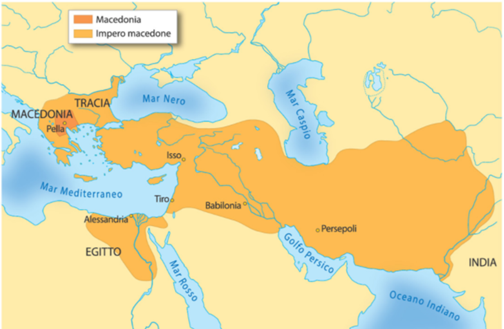 Macedonia
Impero macedone
Mar Nero
Mar Caspio
TRACIA
MACEDONIA
Pella
Isso
Mar Mediterraneo
Tiro
Babilonia
Alessandria
Persepoli
EGITTO
Golfo Persico
INDIA
Mar Rosso
Oceano Indiano